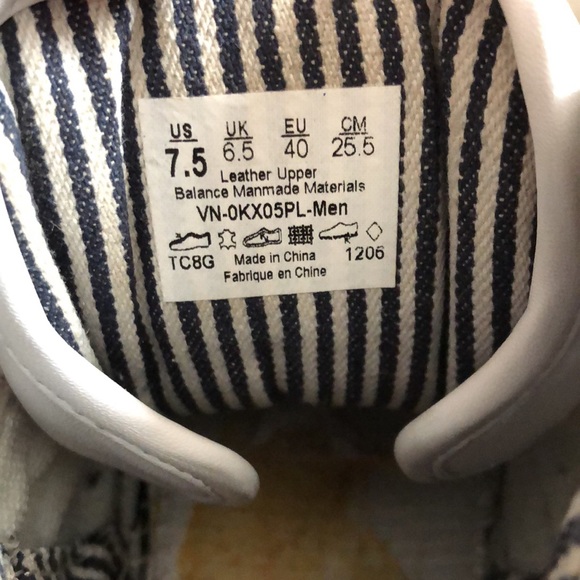 US UK EU CM
7.5 6.5 40 25.5
Leather Upper
Balance Manmade Materials
VN-0KX05PL-Men
TC8G Made in China 1206
Fabrique en Chine